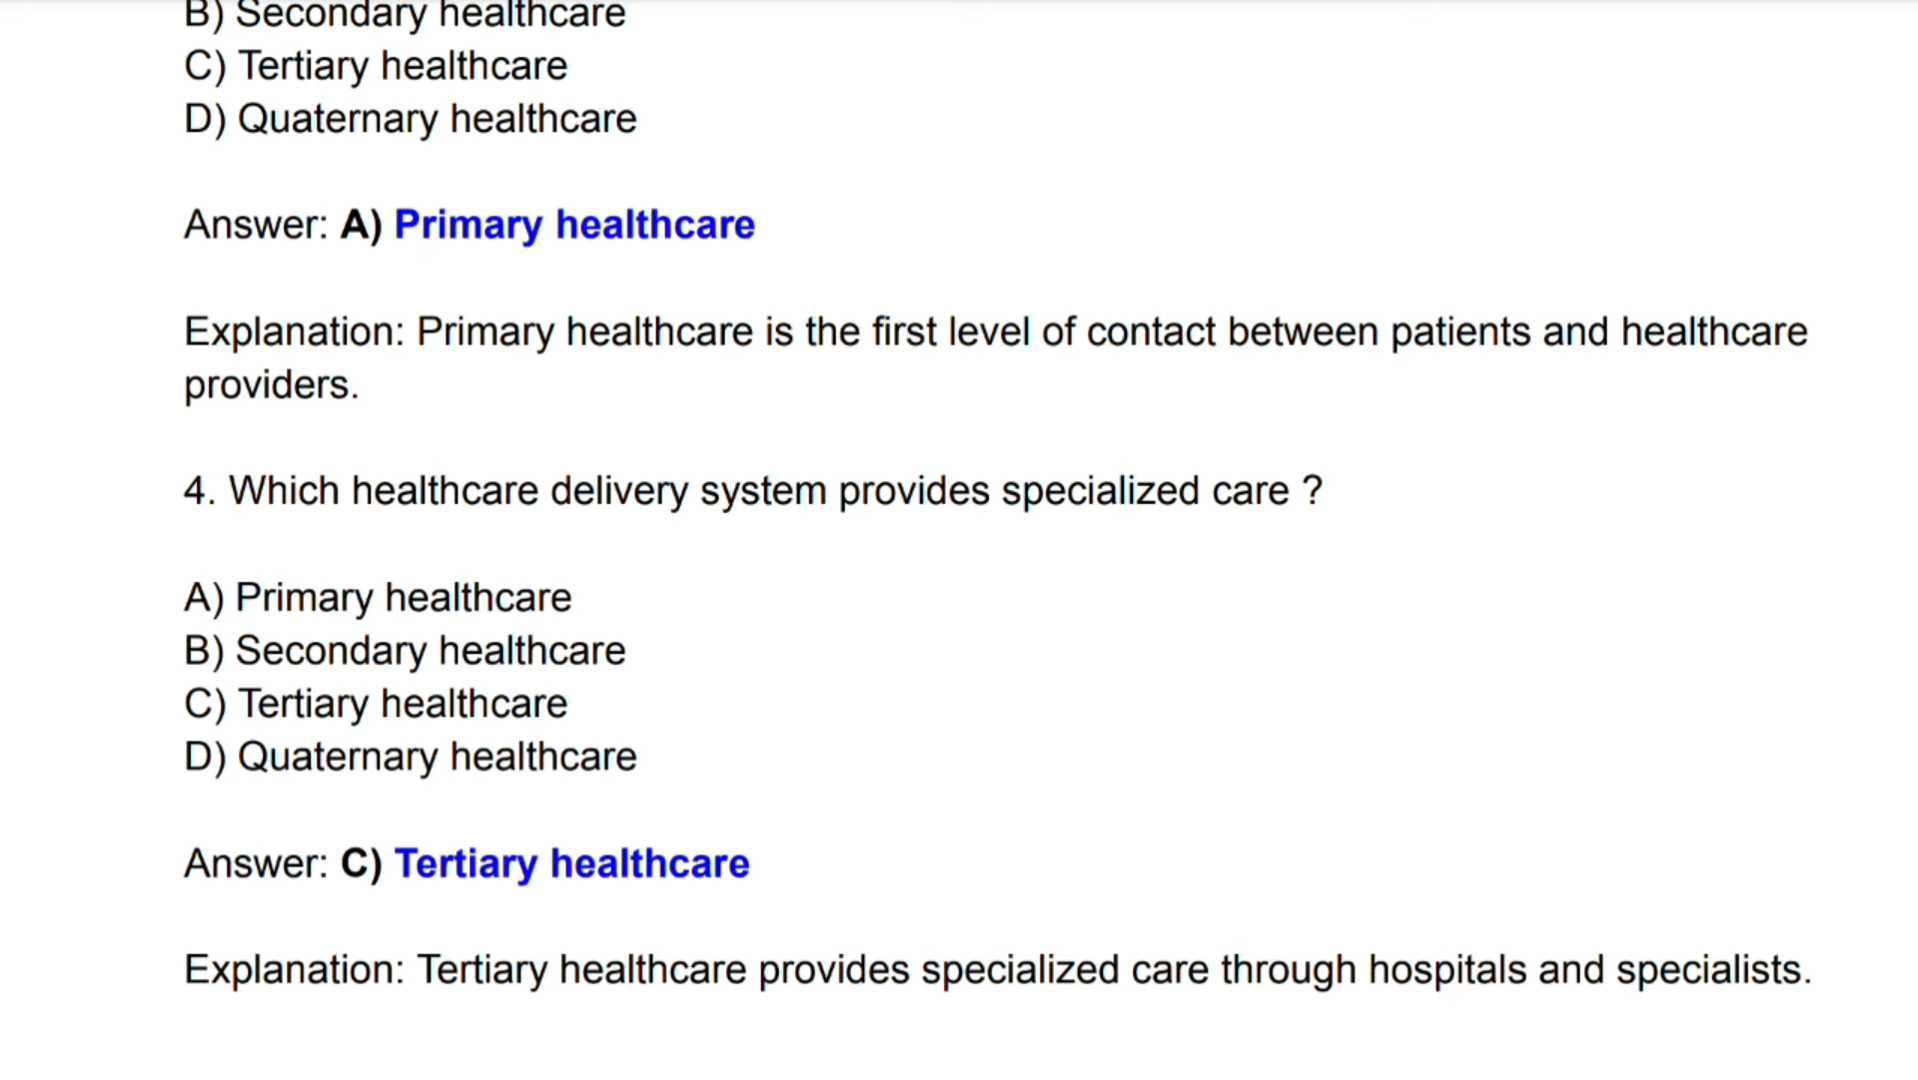 B) Secondary healthcare
C) Tertiary healthcare
D) Quaternary healthcare
Answer: A) Primary healthcare
Explanation: Primary healthcare is the first level of contact between patients and healthcare
providers.
4. Which healthcare delivery system provides specialized care ?
A) Primary healthcare
B) Secondary healthcare
C) Tertiary healthcare
D) Quaternary healthcare
Answer: C) Tertiary healthcare
Explanation: Tertiary healthcare provides specialized care through hospitals and specialists.